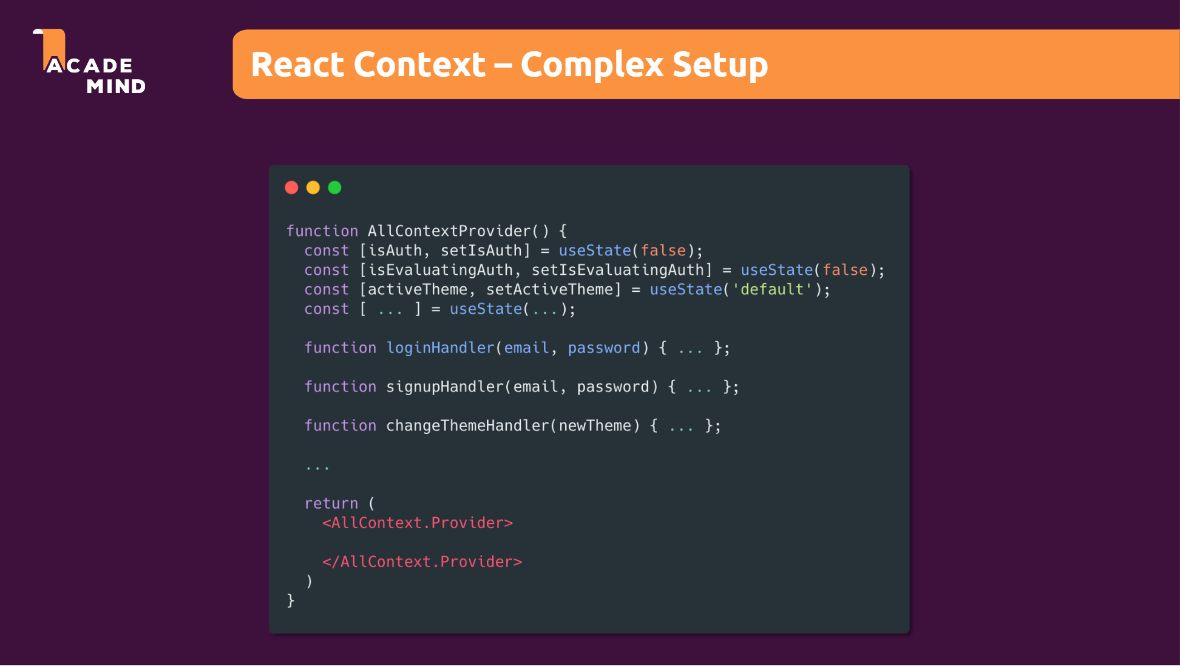 ACADE
MIND
React Context – Complex Setup
function AllContextProvider() {
  const [isAuth, setIsAuth] = useState(false);
  const [isEvaluatingAuth, setIsEvaluatingAuth] = useState(false);
  const [activeTheme, setActiveTheme] = useState('default');
  const [ ... ] = useState(...);
  function loginHandler(email, password) { ... };
  function signupHandler(email, password) { ... };
  function changeThemeHandler(newTheme) { ... };
  ...
  return (
    <AllContext.Provider>
    </AllContext.Provider>
  )
}